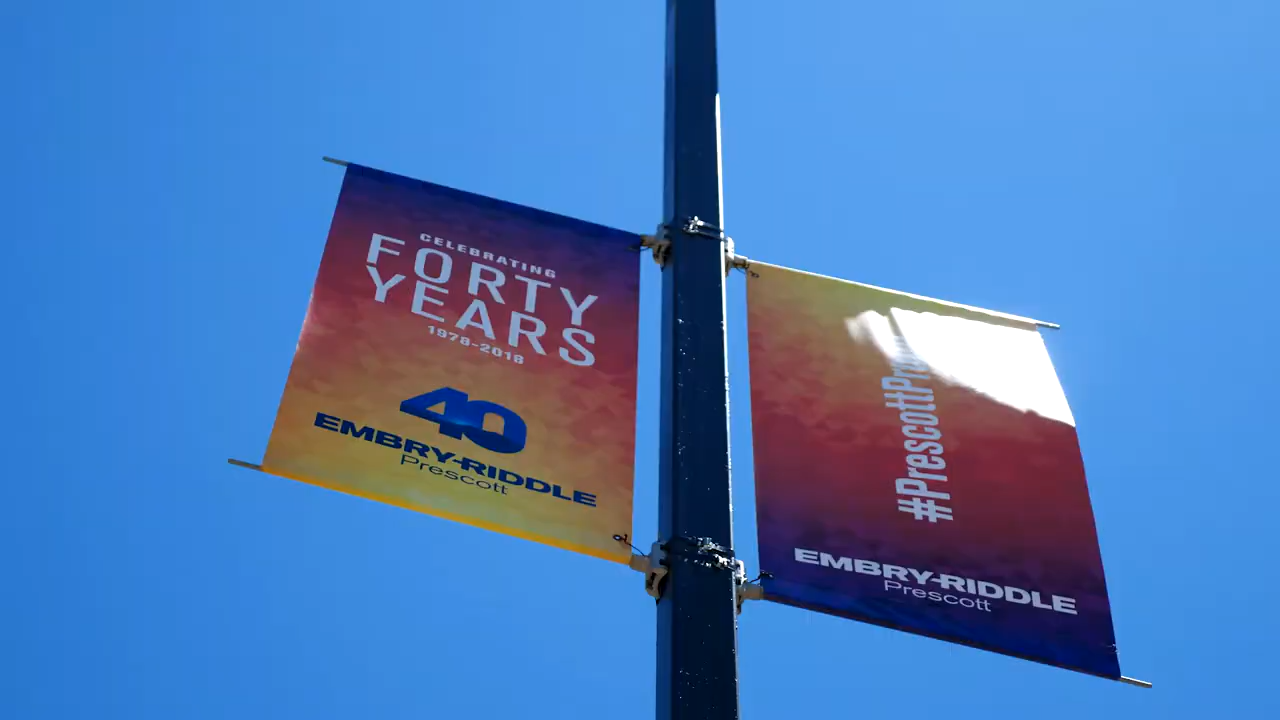 CELEBRATING
FORTY
YEARS
1978-2018
40
EMBRY-RIDDLE
Prescott
EMBRY-RIDDLE
Prescott